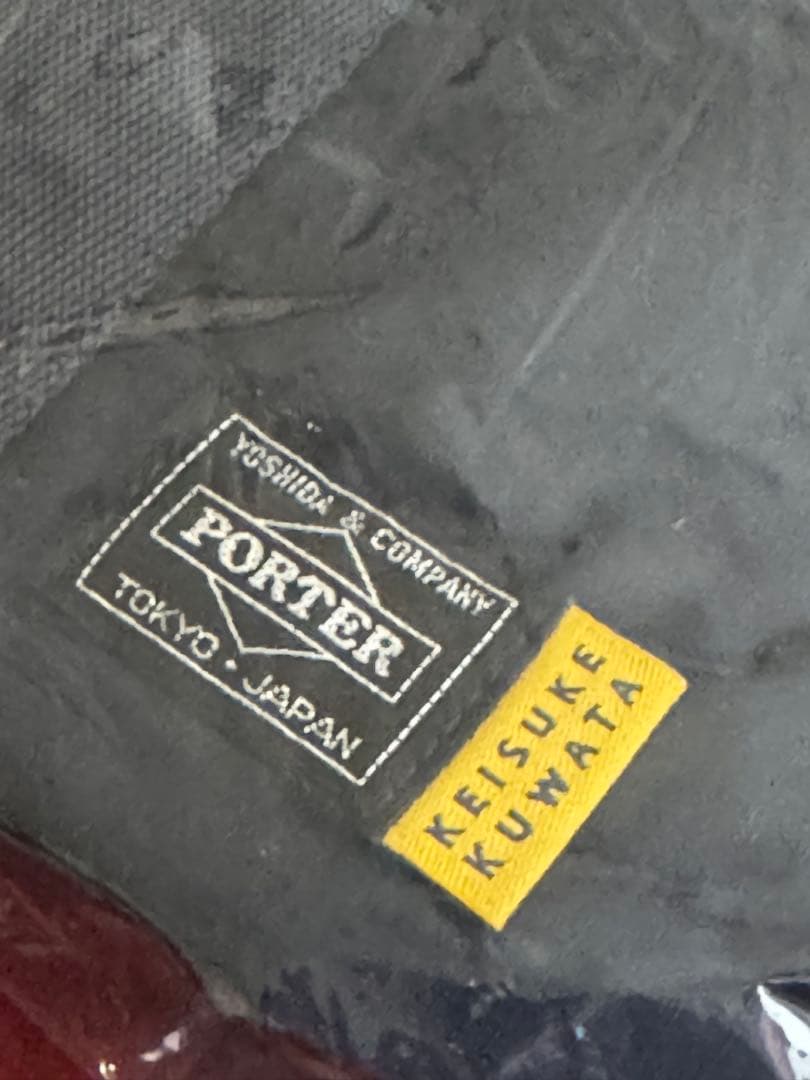 YOSHIDA & COMPANY
PORTER
TOKYO · JAPAN
KEISUKE
KUWATA